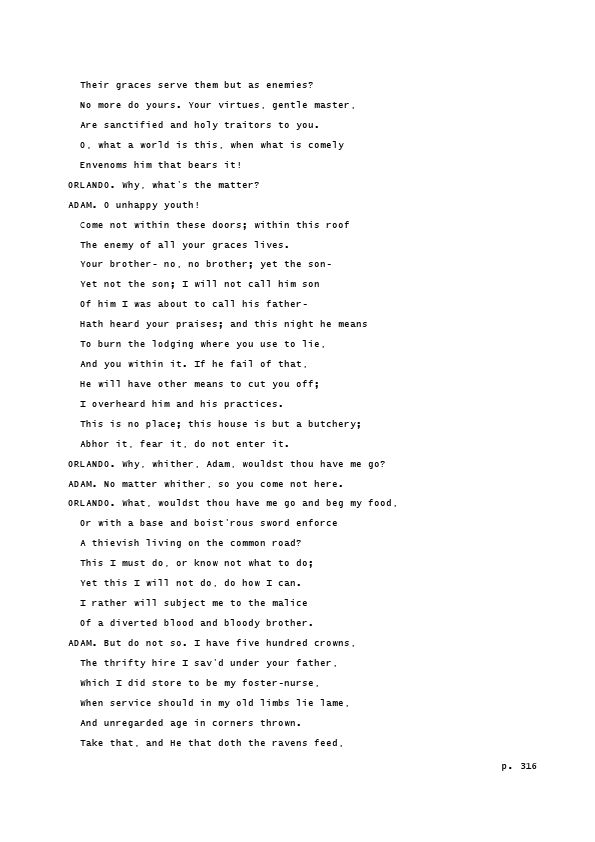 Their graces serve them but as enemies?
No more do yours. Your virtues, gentle master,
Are sanctified and holy traitors to you.
O, what a world is this, when what is comely
Envenoms him that bears it!
ORLANDO. Why, what's the matter?
ADAM. O unhappy youth!
Come not within these doors; within this roof
The enemy of all your graces lives.
Your brother- no, no brother; yet the son-
Yet not the son; I will not call him son
Of him I was about to call his father-
Hath heard your praises; and this night he means
To burn the lodging where you use to lie,
And you within it. If he fail of that,
He will have other means to cut you off;
I overheard him and his practices.
This is no place; this house is but a butchery;
Abhor it, fear it, do not enter it.
ORLANDO. Why, whither, Adam, wouldst thou have me go?
ADAM. No matter whither, so you come not here.
ORLANDO. What, wouldst thou have me go and beg my food,
Or with a base and boist'rous sword enforce
A thievish living on the common road?
This I must do, or know not what to do;
Yet this I will not do, do how I can.
I rather will subject me to the malice
Of a diverted blood and bloody brother.
ADAM. But do not so. I have five hundred crowns,
The thrifty hire I sav'd under your father,
Which I did store to be my foster-nurse,
When service should in my old limbs lie lame,
And unregarded age in corners thrown.
Take that, and He that doth the ravens feed,
p. 316